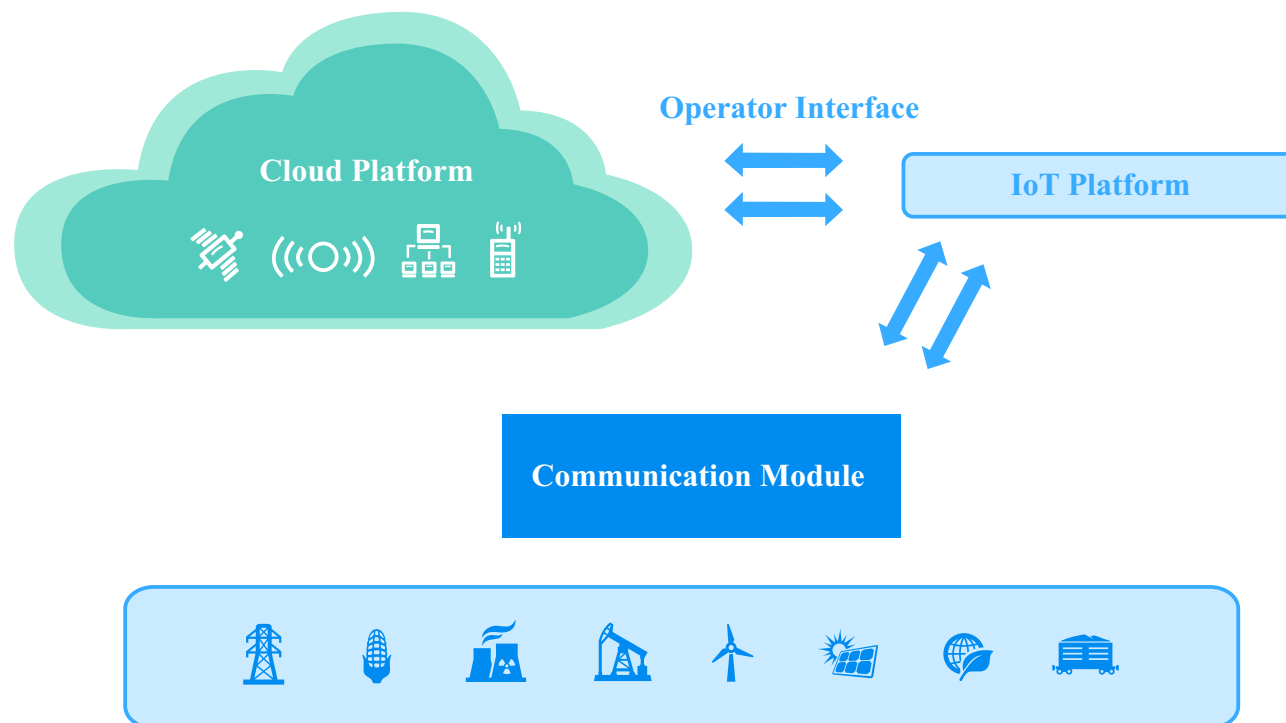 Operator Interface
Cloud Platform
IoT Platform
Communication Module